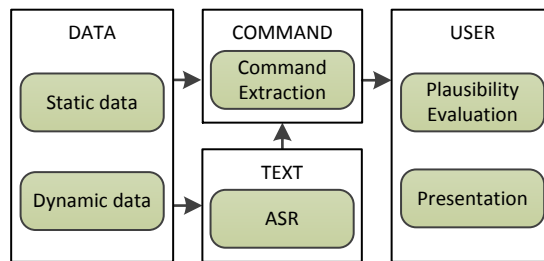 DATA
Static data
Dynamic data
COMMAND
Command
Extraction
TEXT
ASR
USER
Plausibility
Evaluation
Presentation